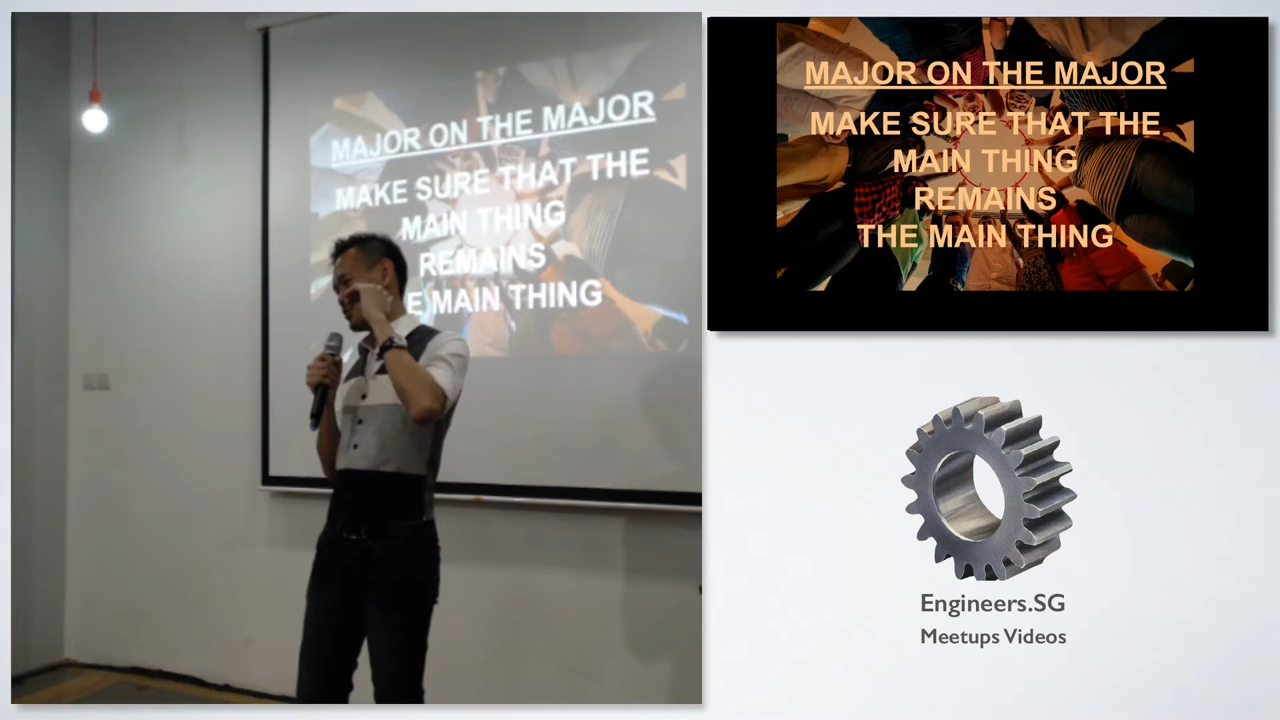 MAJOR ON THE MAJOR
MAKE SURE THAT THE
MAIN THING
REMAINS
E MAIN THING
MAJOR ON THE MAJOR
MAKE SURE THAT THE
MAIN THING
REMAINS
THE MAIN THING
Engineers.SG
Meetups Videos